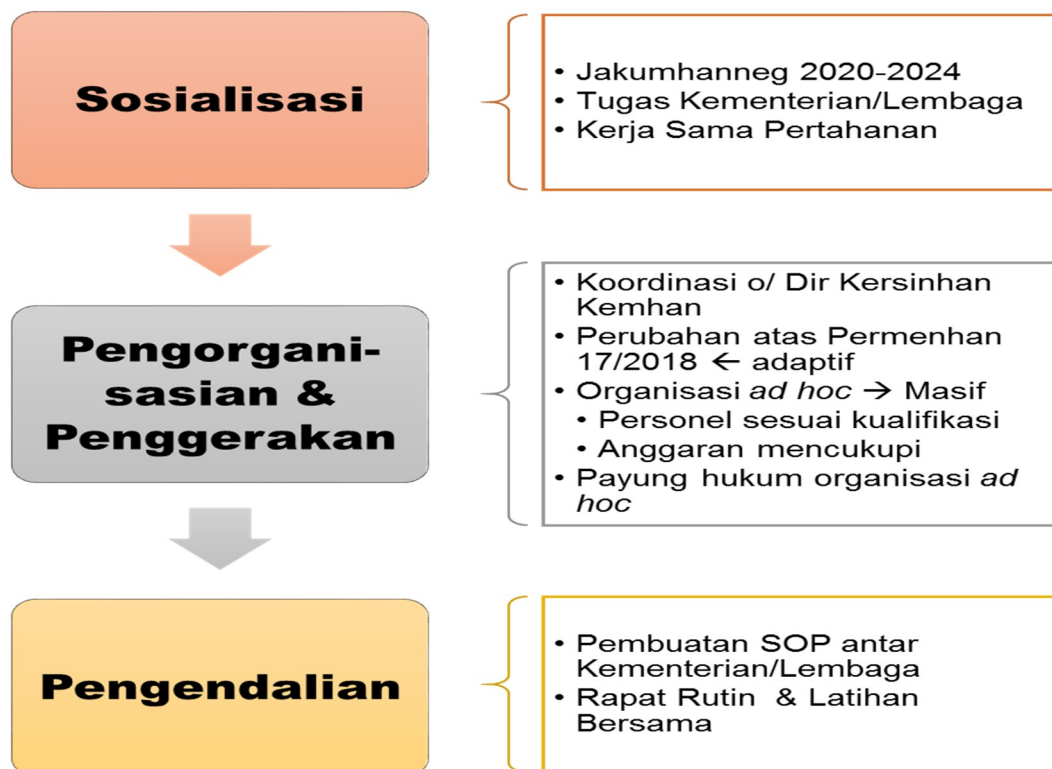 Sosialisasi
• Jakumhanneg 2020-2024
• Tugas Kementerian/Lembaga
• Kerja Sama Pertahanan
Pengorgani-
sasian &
Penggerakan
• Koordinasi o/ Dir Kersinhan
Kemhan
• Perubahan atas Permenhan
17/2018 ← adaptif
• Organisasi ad hoc → Masif
• Personel sesuai kualifikasi
• Anggaran mencukupi
• Payung hukum organisasi ad
hoc
Pengendalian
• Pembuatan SOP antar
Kementerian/Lembaga
• Rapat Rutin & Latihan
Bersama